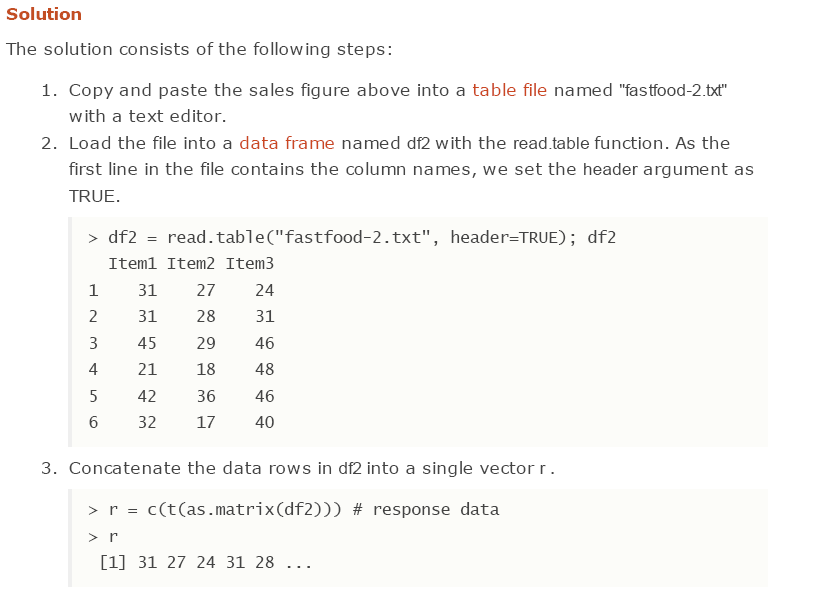 Solution
The solution consists of the following steps:
1. Copy and paste the sales figure above into a table file named "fastfood-2.txt"
with a text editor.
2. Load the file into a data frame named df2 with the read.table function. As the
first line in the file contains the column names, we set the header argument as
TRUE.
> df2 = read.table("fastfood-2.txt", header=TRUE); df2
  Item1 Item2 Item3
1    31    27    24
2    31    28    31
3    45    29    46
4    21    18    48
5    42    36    46
6    32    17    40
3. Concatenate the data rows in df2 into a single vector r .
> r = c(t(as.matrix(df2))) # response data
> r
 [1] 31 27 24 31 28 ...